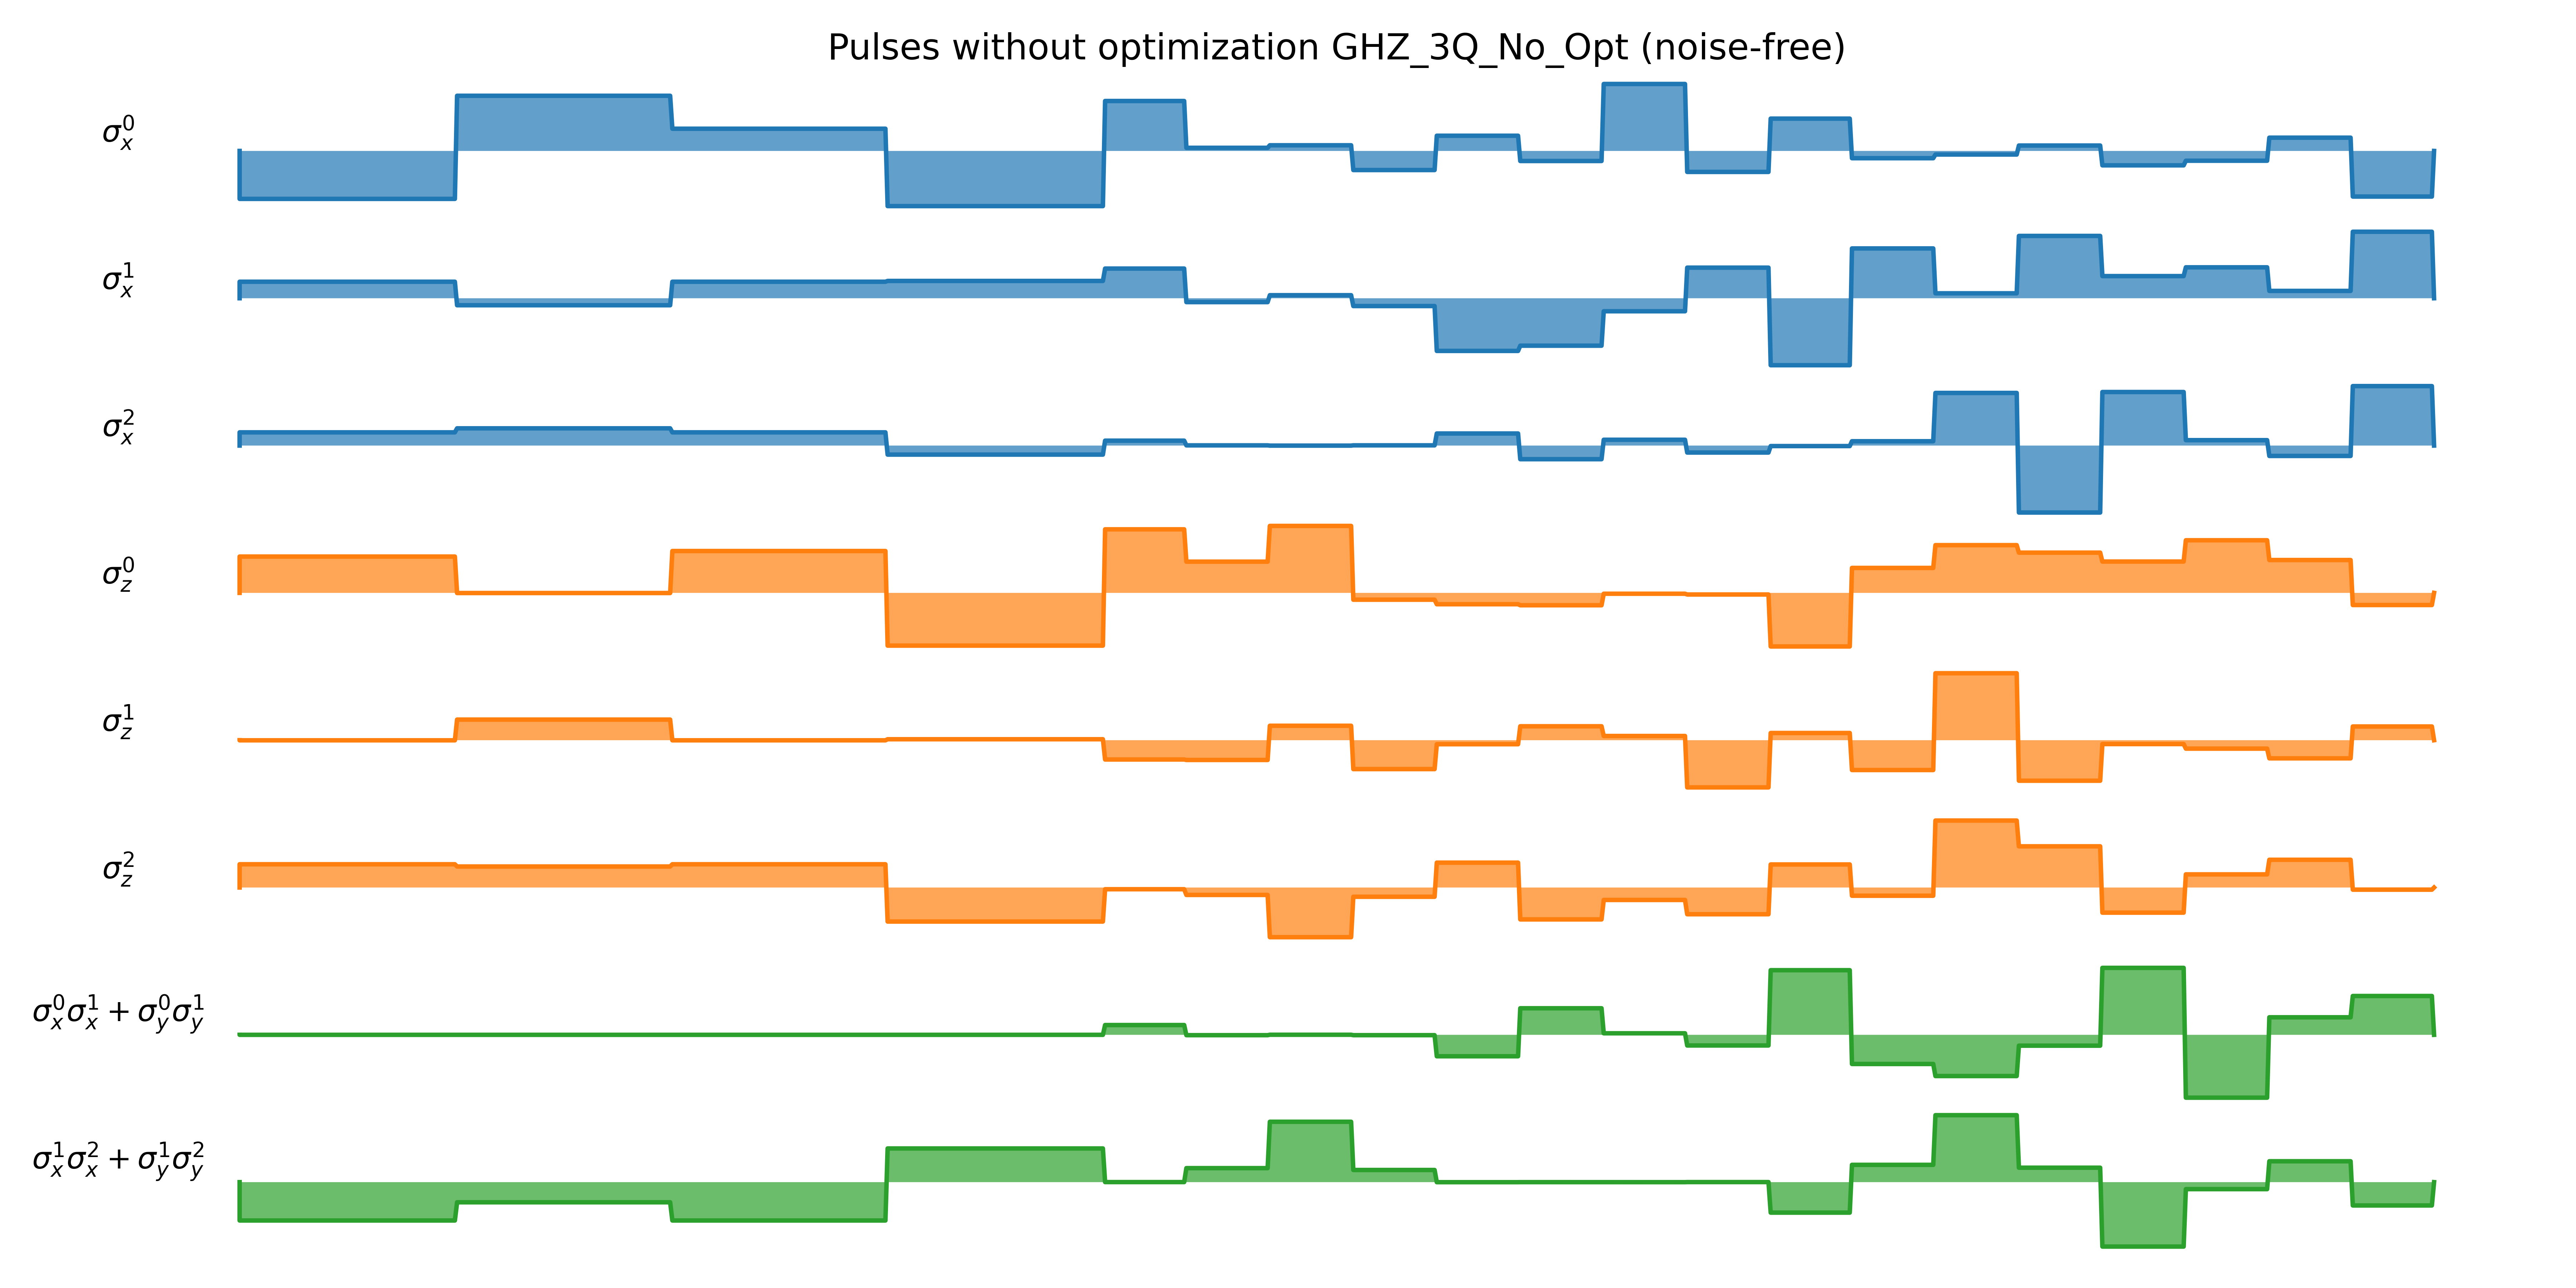 Pulses without optimization GHZ_3Q_No_Opt (noise-free)
σ_x^0
σ_x^1
σ_x^2
σ_z^0
σ_z^1
σ_z^2
σ_x^0σ_x^1 + σ_y^0σ_y^1
σ_x^1σ_x^2 + σ_y^1σ_y^2